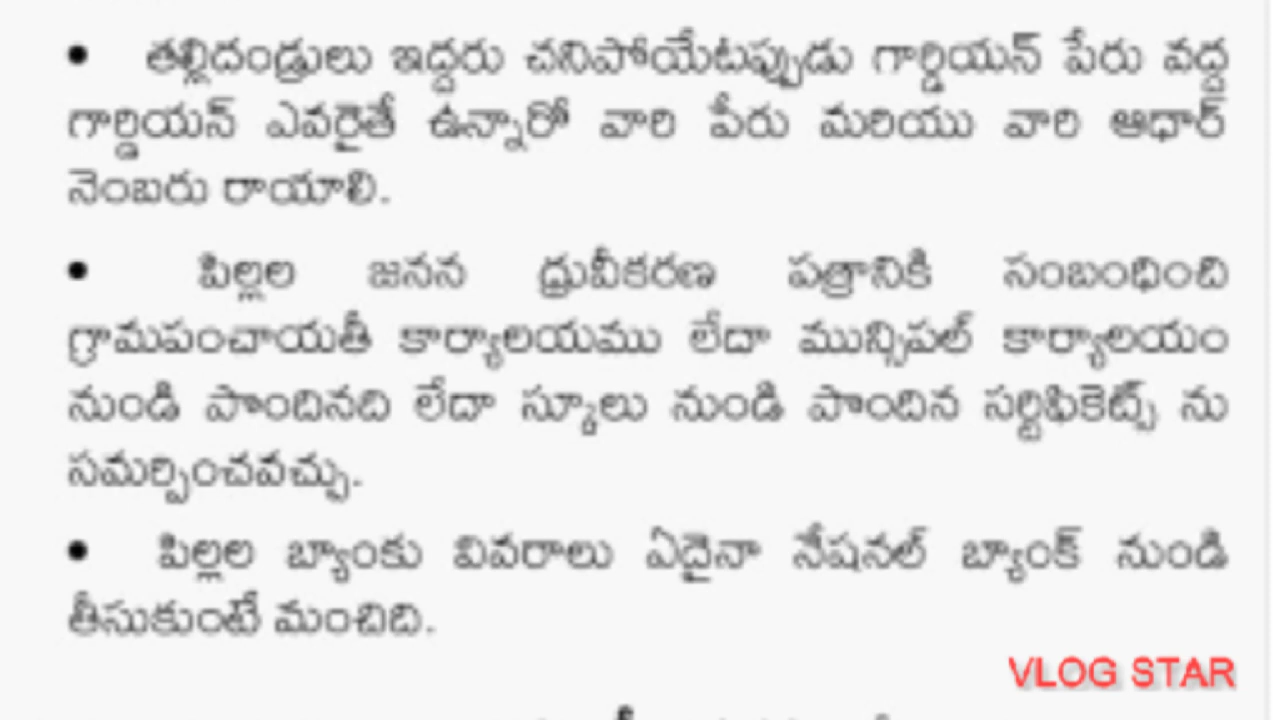 • తల్లిదండ్రులు ఇద్దరు చనిపోయేటప్పుడు గార్డియన్ పేరు వద్ద
గార్డియన్ ఎవరైతే ఉన్నారో వారి పేరు మరియు వారి ఆధార్
నెంబరు రాయాలి.
• పిల్లల జనన ధ్రువీకరణ పత్రానికి సంబంధించి
గ్రామపంచాయతీ కార్యాలయము లేదా మున్సిపల్ కార్యాలయం
నుండి పొందినది లేదా స్కూలు నుండి పొందిన సర్టిఫికెట్స్ ను
సమర్పించవచ్చు.
• పిల్లల బ్యాంకు వివరాలు ఏదైనా నేషనల్ బ్యాంక్ నుండి
తీసుకుంటే మంచిది.
VLOG STAR